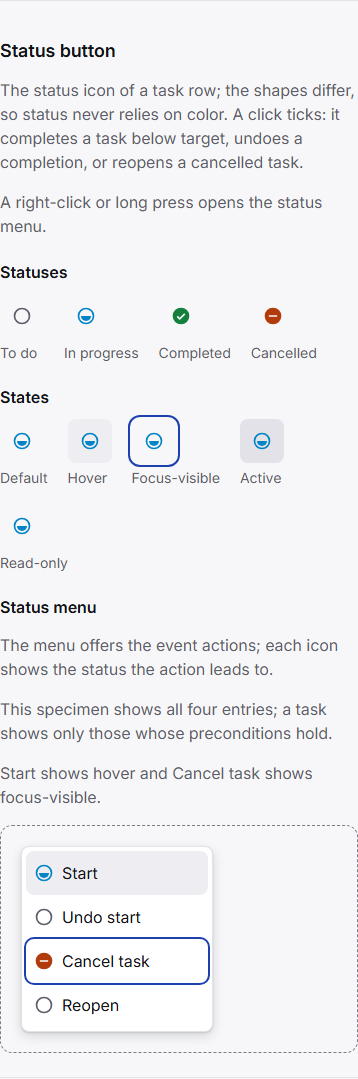 Status button
The status icon of a task row; the shapes differ,
so status never relies on color. A click ticks: it
completes a task below target, undoes a
completion, or reopens a cancelled task.
A right-click or long press opens the status
menu.
Statuses
To do In progress Completed Cancelled
States
Default Hover Focus-visible Active
Read-only
Status menu
The menu offers the event actions; each icon
shows the status the action leads to.
This specimen shows all four entries; a task
shows only those whose preconditions hold.
Start shows hover and Cancel task shows
focus-visible.
Start
Undo start
Cancel task
Reopen